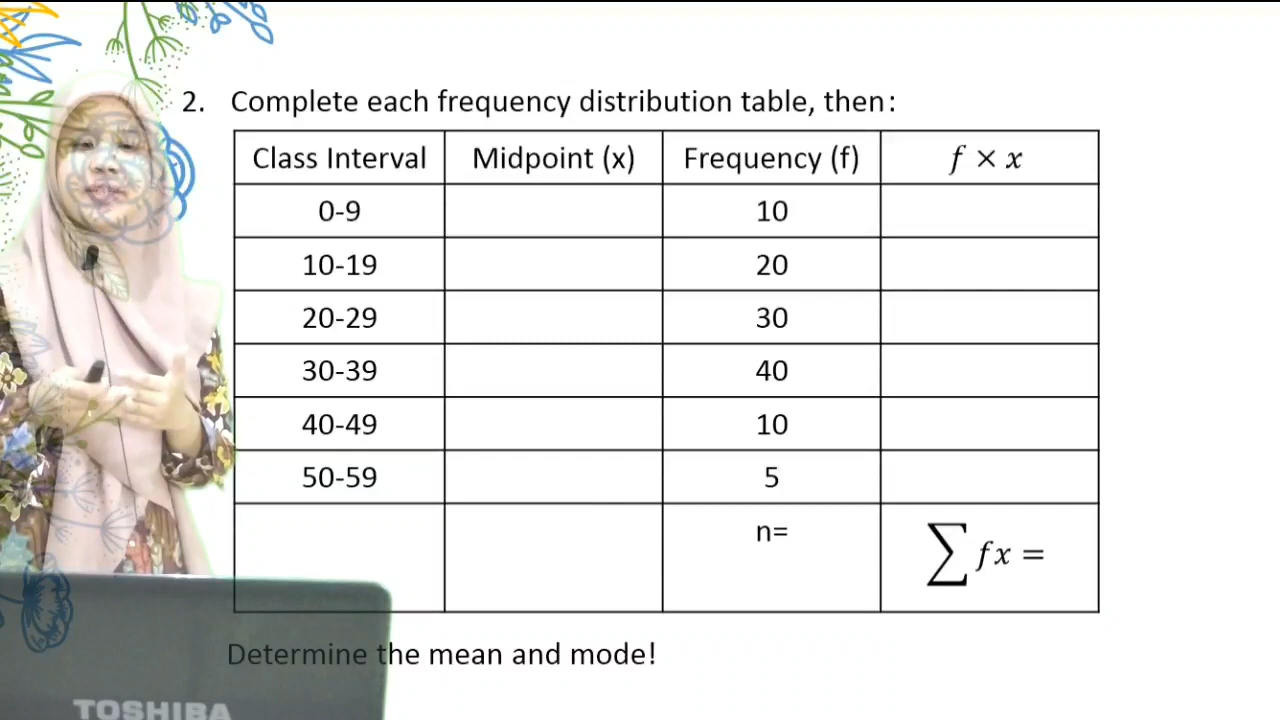 2. Complete each frequency distribution table, then:
Class Interval Midpoint (x) Frequency (f) f × x
0-9 10
10-19 20
20-29 30
30-39 40
40-49 10
50-59 5
n= ∑ fx =
Determine the mean and mode!
TOSHIBA